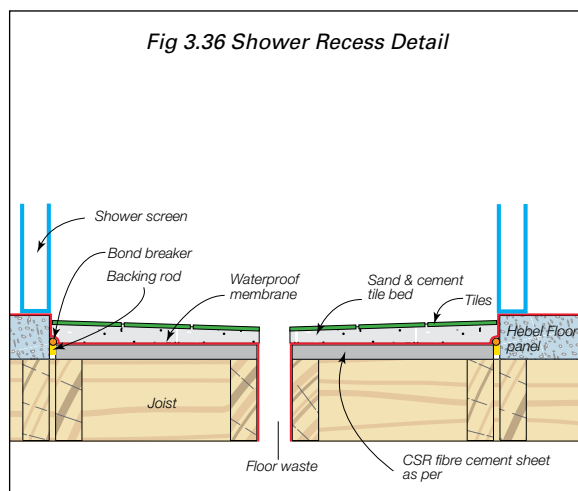 Fig 3.36 Shower Recess Detail
Shower screen
Bond breaker
Backing rod
Waterproof
membrane
Sand & cement
tile bed
Tiles
Hebel Floor
panel
Joist
Floor waste
CSR fibre cement sheet
as per